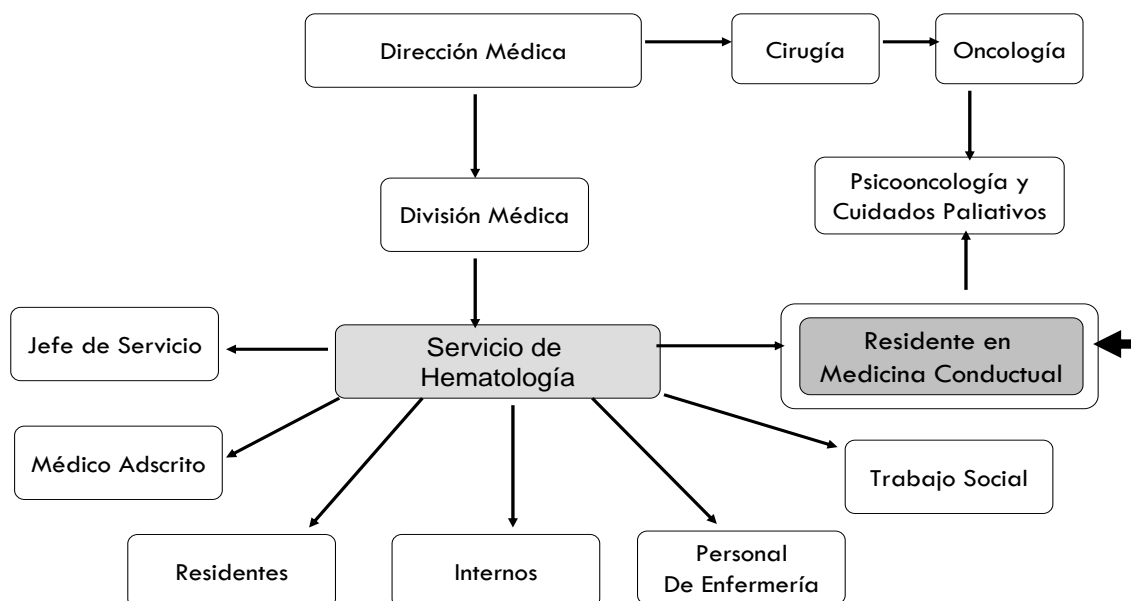 Dirección Médica
Cirugía
Oncología
División Médica
Psicooncología y
Cuidados Paliativos
Jefe de Servicio
Servicio de
Hematología
Residente en
Medicina Conductual
Médico Adscrito
Trabajo Social
Residentes
Internos
Personal
De Enfermería